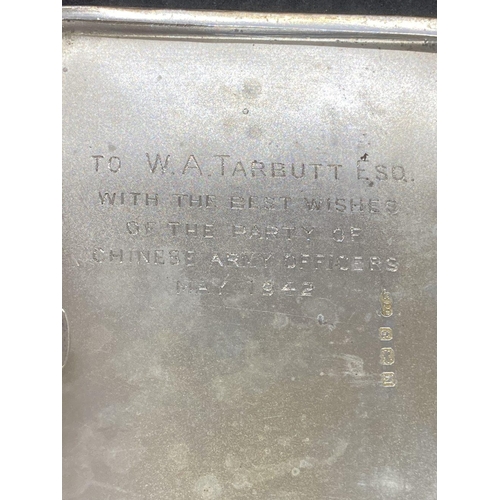 TO W.A. TARBUTT ESQ.
WITH THE BEST WISHES
OF THE PARTY OF
CHINESE ARMY OFFICERS
MAY 1942